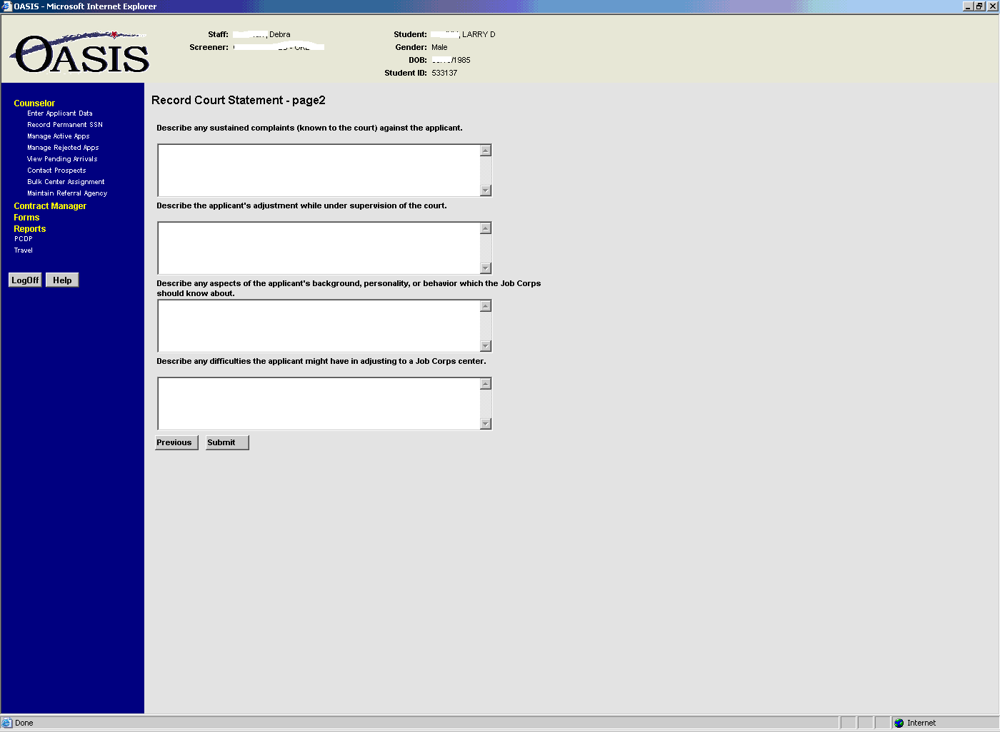 OASIS - Microsoft Internet Explorer
OASIS
Staff: , Debra
Screener:
Student: , LARRY D
Gender: Male
DOB: /1985
Student ID: 533137
Counselor
Enter Applicant Data
Record Permanent SSN
Manage Active Apps
Manage Rejected Apps
View Pending Arrivals
Contact Prospects
Bulk Center Assignment
Maintain Referral Agency
Contract Manager
Forms
Reports
PCDP
Travel
LogOff Help
Record Court Statement - page2
Describe any sustained complaints (known to the court) against the applicant.
Describe the applicant's adjustment while under supervision of the court.
Describe any aspects of the applicant's background, personality, or behavior which the Job Corps
should know about.
Describe any difficulties the applicant might have in adjusting to a Job Corps center.
Previous Submit
Done
Internet